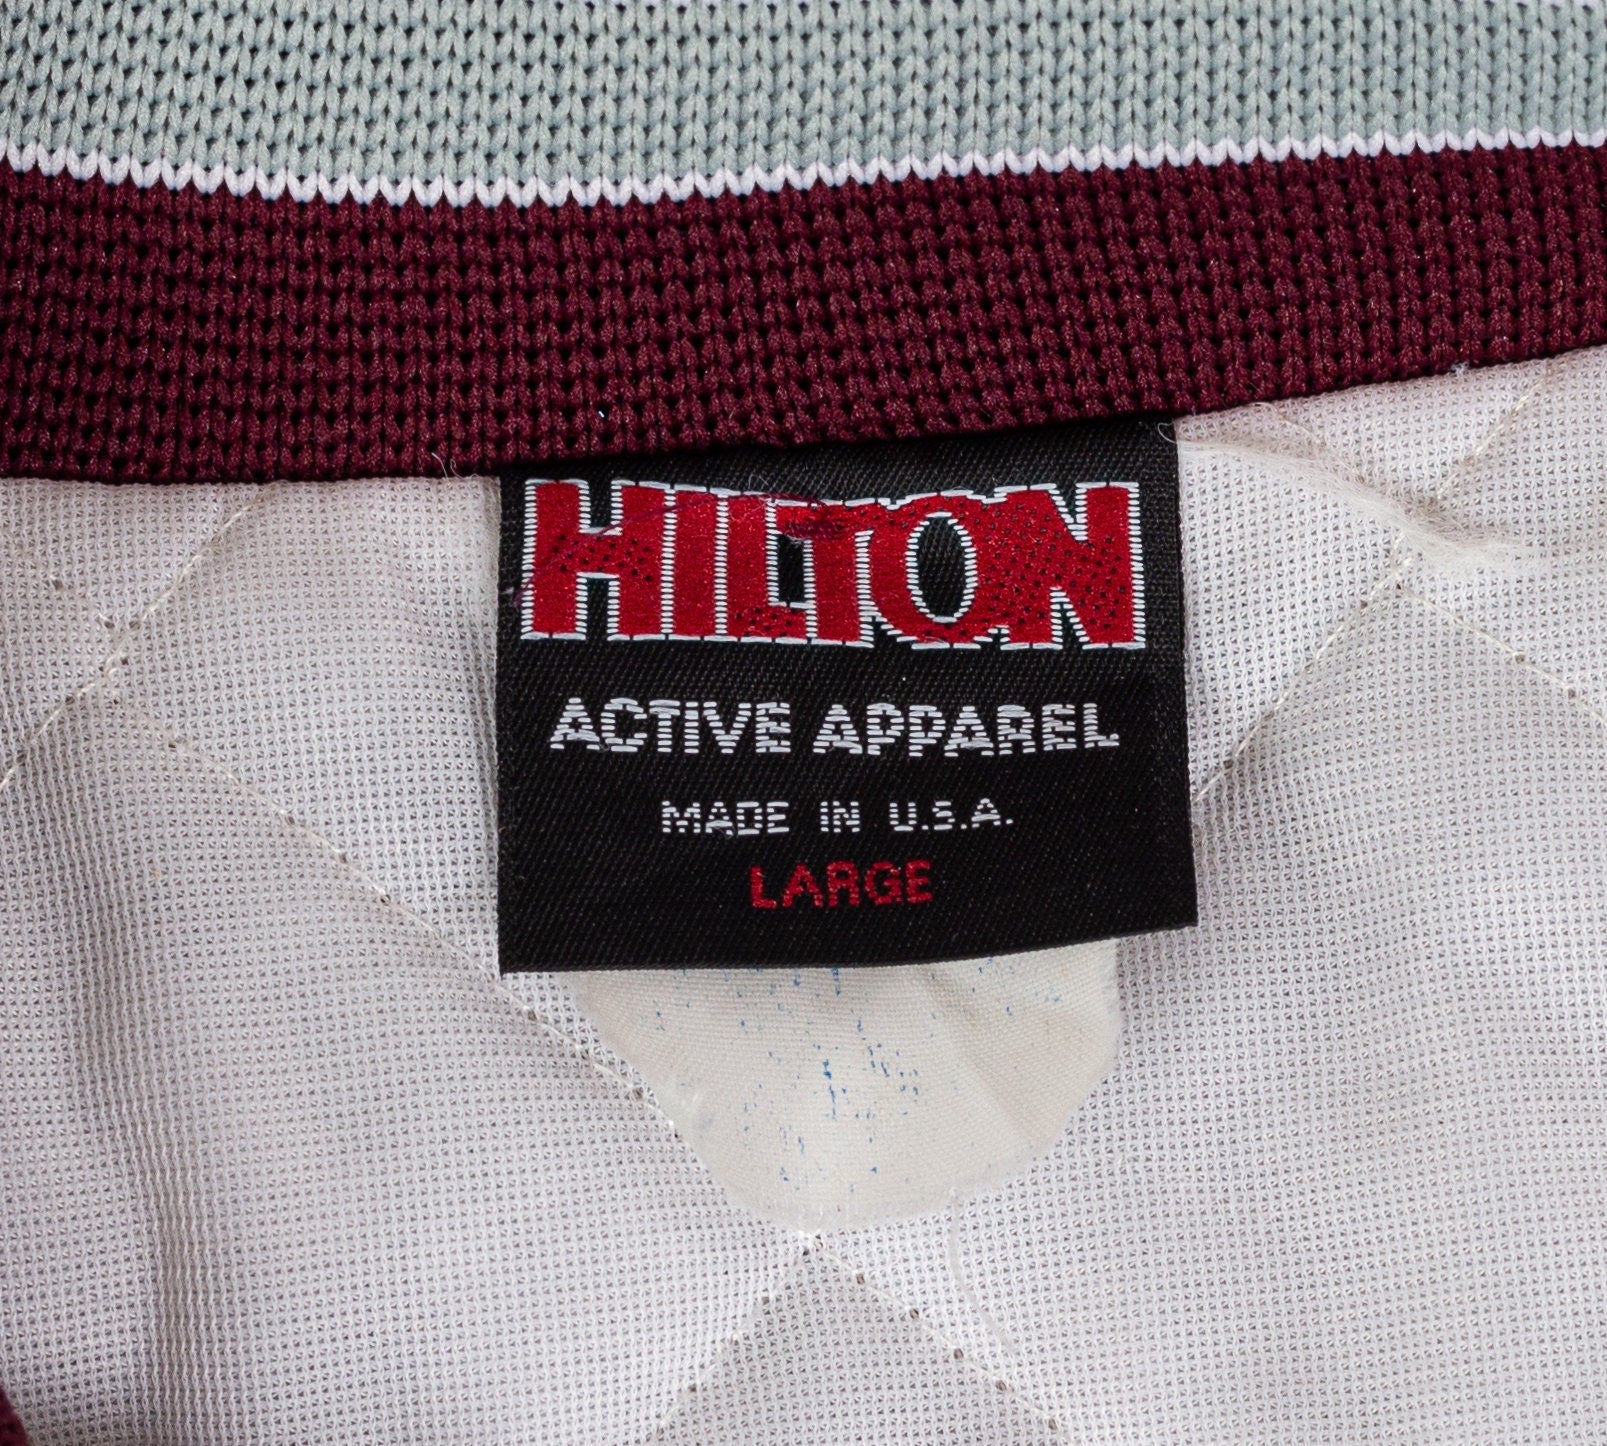 HILTON
ACTIVE APPAREL
MADE IN U.S.A.
LARGE